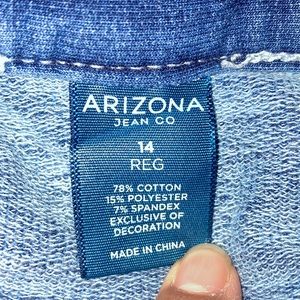 ARIZONA
JEAN CO
14
REG
78% COTTON
15% POLYESTER
7% SPANDEX
EXCLUSIVE OF
DECORATION
MADE IN CHINA